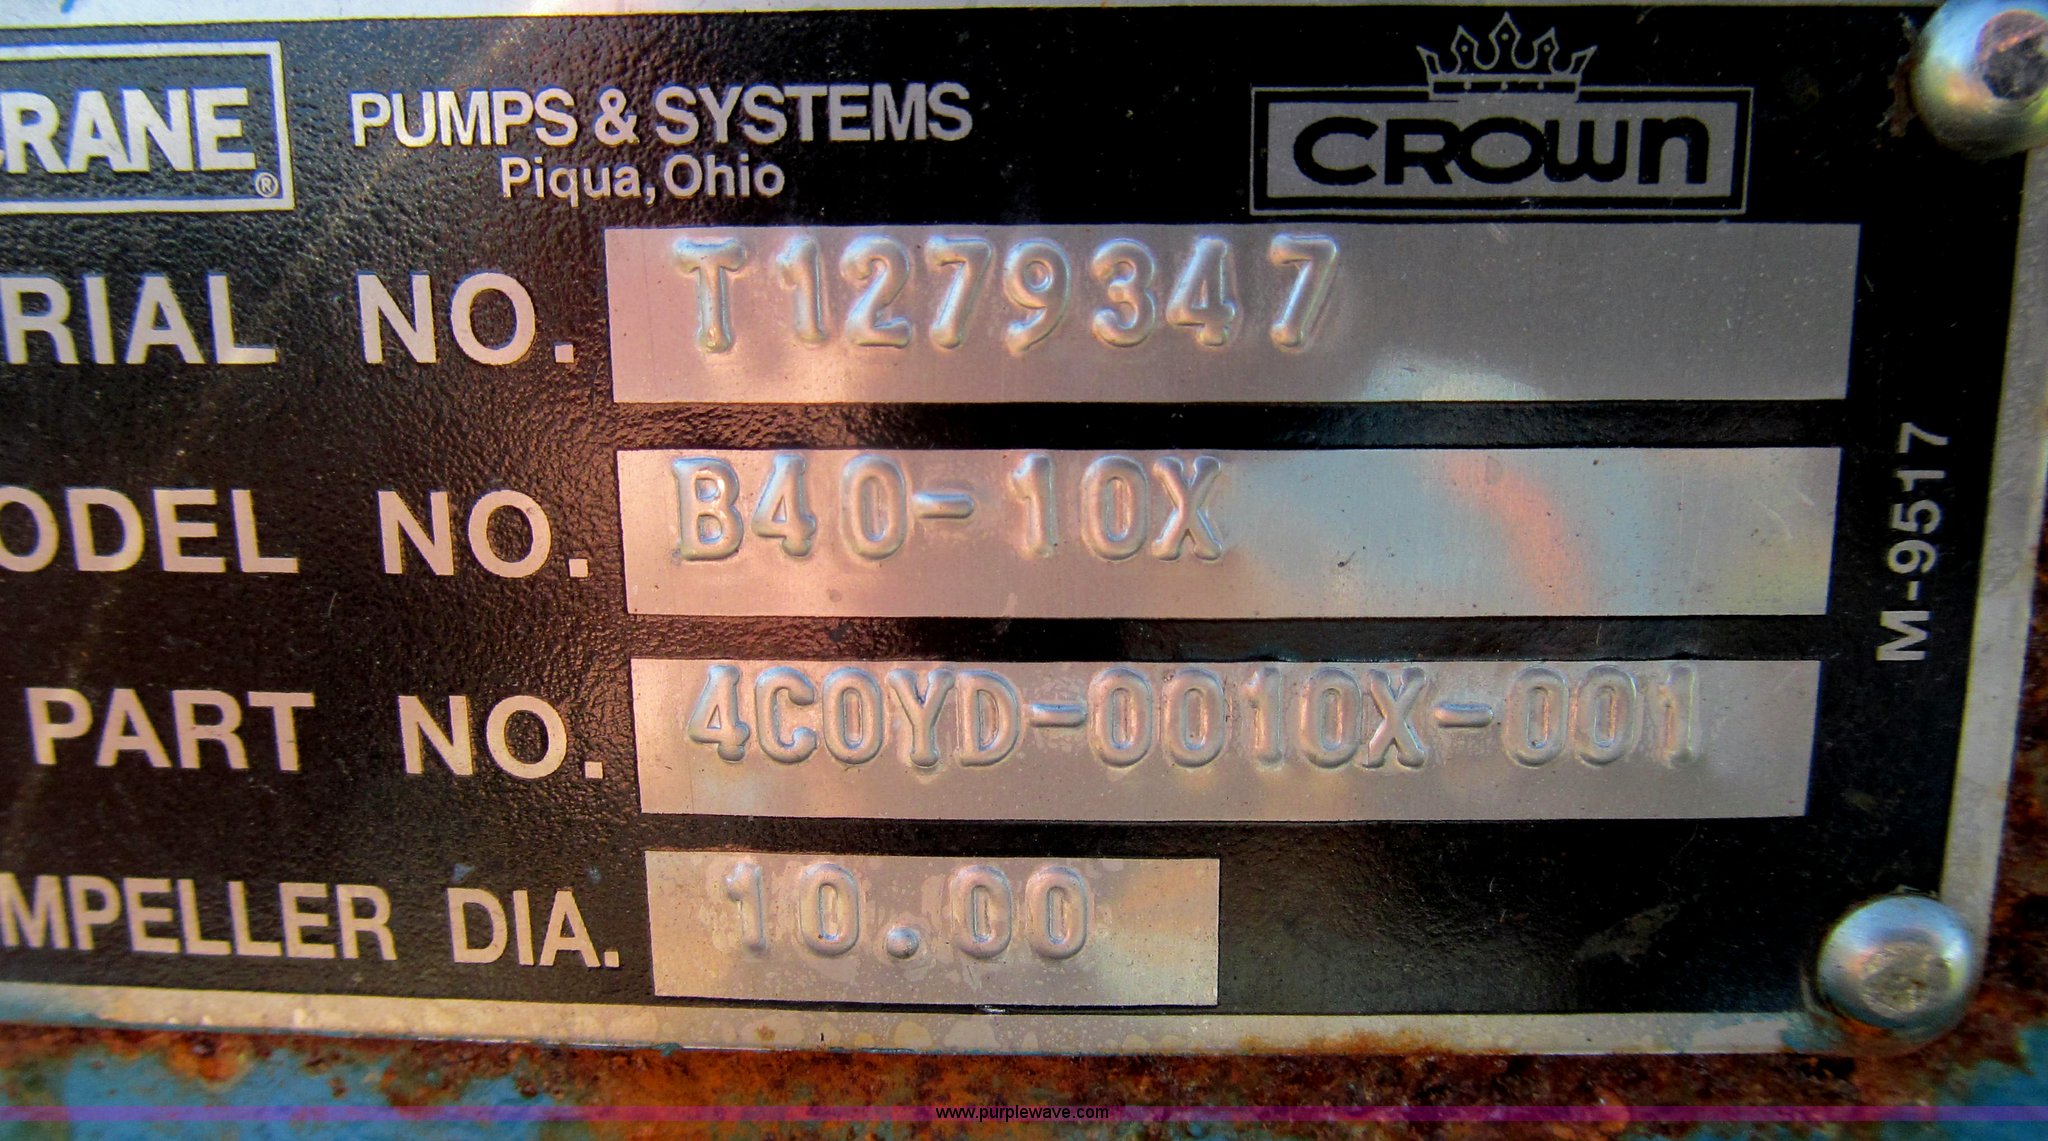 CRANE®
PUMPS & SYSTEMS
Piqua, Ohio
CROWN
RIAL NO. T1279347
ODEL NO. B40-10X
PART NO. 4C0YD-0010X-001
MPELLER DIA. 10.00
M-9517
www.purplewave.com